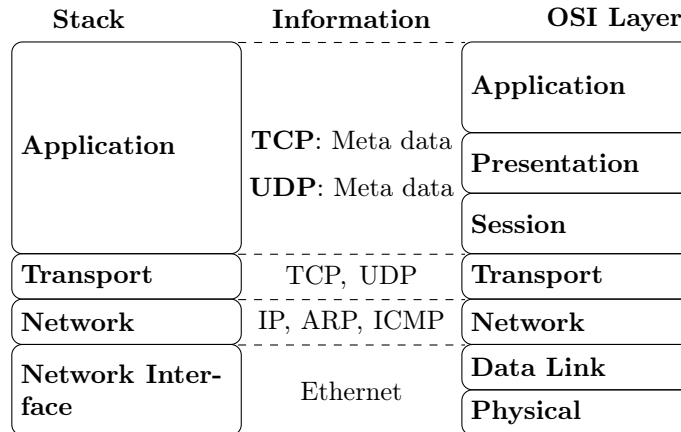 Stack Information OSI Layer
Application
TCP: Meta data
UDP: Meta data
Application
Presentation
Session
Transport TCP, UDP Transport
Network IP, ARP, ICMP Network
Network Inter-
face
Ethernet
Data Link
Physical